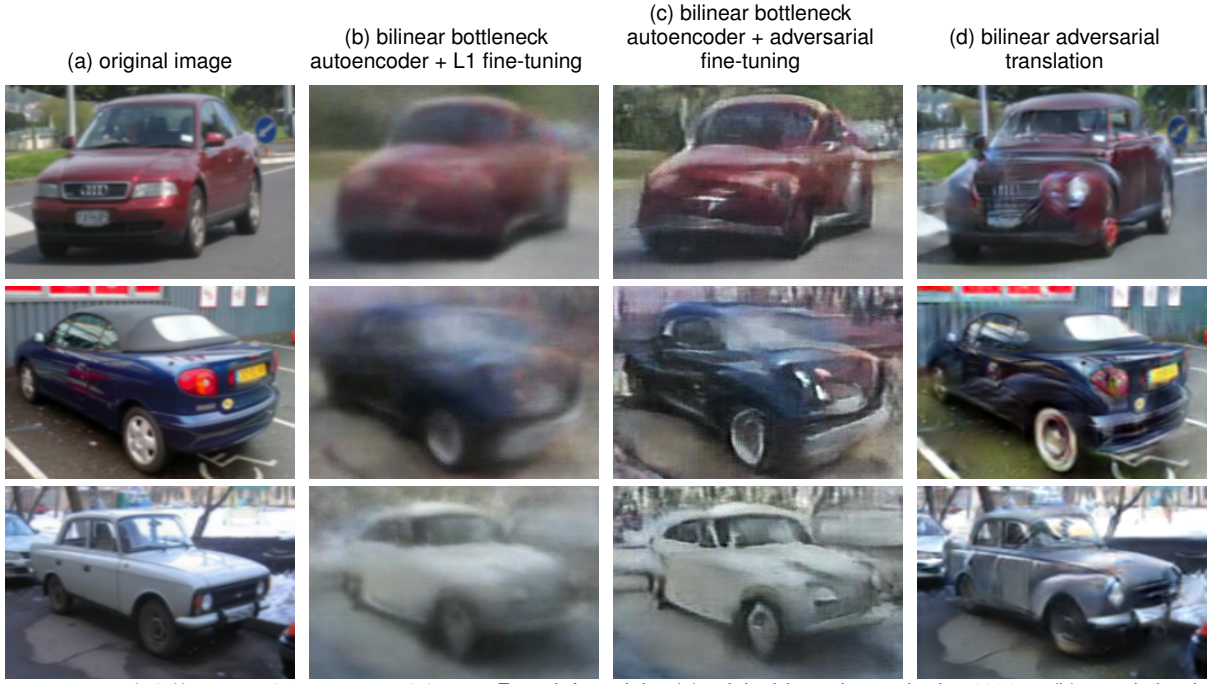 (a) original image
(b) bilinear bottleneck
autoencoder + L1 fine-tuning
(c) bilinear bottleneck
autoencoder + adversarial
fine-tuning
(d) bilinear adversarial
translation